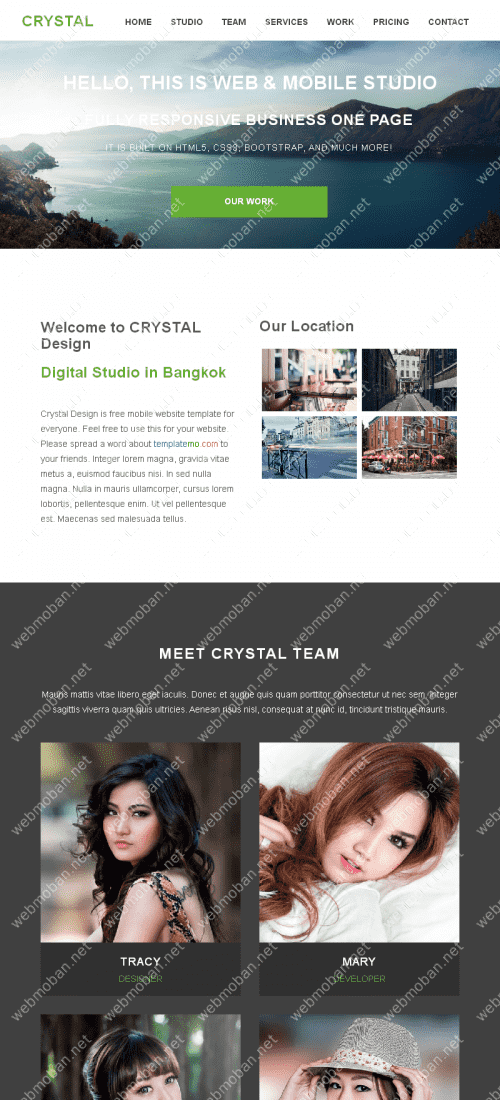 CRYSTAL
HOME STUDIO TEAM SERVICES WORK PRICING CONTACT
HELLO, THIS IS WEB & MOBILE STUDIO
FULLY RESPONSIVE BUSINESS ONE PAGE
IT IS BUILT ON HTML5, CSS3, BOOTSTRAP, AND MUCH MORE!
OUR WORK
Welcome to CRYSTAL
Design
Digital Studio in Bangkok
Crystal Design is free mobile website template for
everyone. Feel free to use this for your website.
Please spread a word about templatemo.com to
your friends. Integer lorem magna, gravida vitae
metus a, euismod faucibus nisi. In sed nulla
magna. Nulla in mauris ullamcorper, cursus lorem
lobortis, pellentesque enim. Ut vel pellentesque
est. Maecenas sed malesuada tellus.
Our Location
MEET CRYSTAL TEAM
Mauris mattis vitae libero eget iaculis. Donec et augue quis quam porttitor consectetur ut nec sem. Integer
sagittis viverra quam quis ultricies. Aenean risus nisl, consequat at nunc id, tincidunt tristique mauris.
TRACY
DESIGNER
MARY
DEVELOPER
webmoban.net